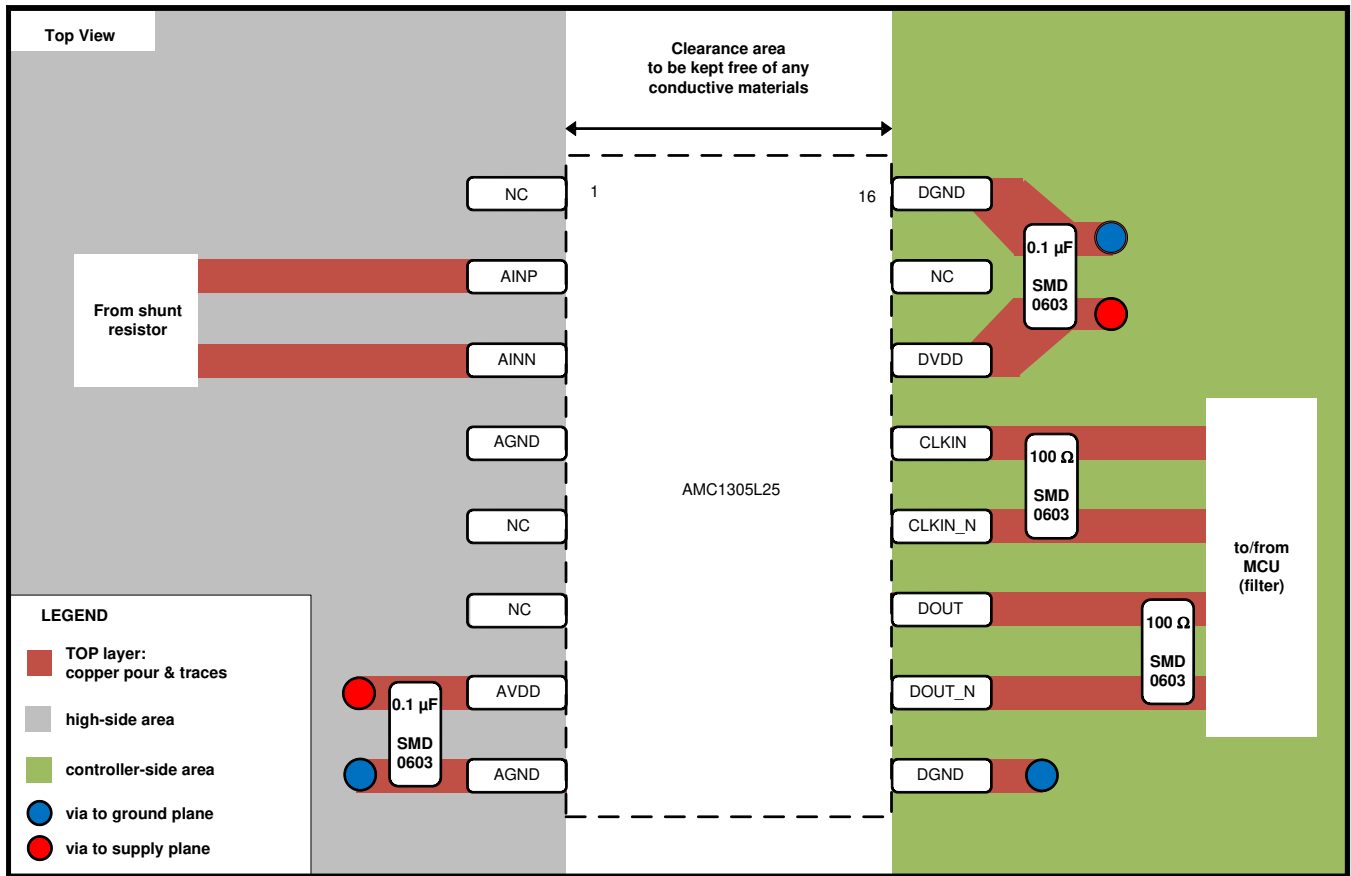 Top View
Clearance area
to be kept free of any
conductive materials
NC
1
16
DGND
0.1 µF
SMD
0603
AINP
NC
From shunt
resistor
AINN
DVDD
AGND
CLKIN
100 Ω
SMD
0603
AMC1305L25
NC
CLKIN_N
to/from
MCU
(filter)
NC
DOUT
100 Ω
SMD
0603
AVDD
DOUT_N
0.1 µF
SMD
0603
AGND
DGND
LEGEND
TOP layer:
copper pour & traces
high-side area
controller-side area
via to ground plane
via to supply plane